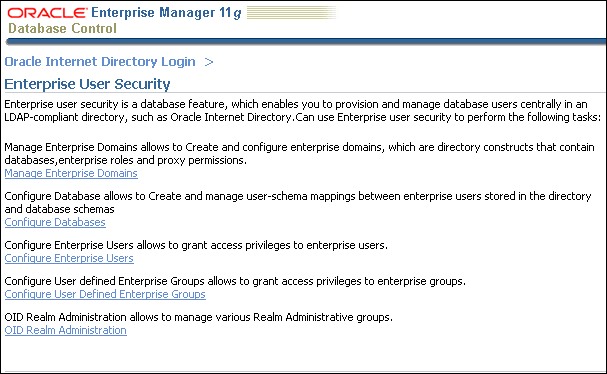 ORACLE Enterprise Manager 11g
Database Control
Oracle Internet Directory Login >
Enterprise User Security
Enterprise user security is a database feature, which enables you to provision and manage database users centrally in an
LDAP-compliant directory, such as Oracle Internet Directory.Can use Enterprise user security to perform the following tasks:
Manage Enterprise Domains allows to Create and configure enterprise domains, which are directory constructs that contain
databases,enterprise roles and proxy permissions.
Manage Enterprise Domains
Configure Database allows to Create and manage user-schema mappings between enterprise users stored in the directory
and database schemas
Configure Databases
Configure Enterprise Users allows to grant access privileges to enterprise users.
Configure Enterprise Users
Configure User defined Enterprise Groups allows to grant access privileges to enterprise groups.
Configure User Defined Enterprise Groups
OID Realm Administration allows to manage various Realm Administrative groups.
OID Realm Administration